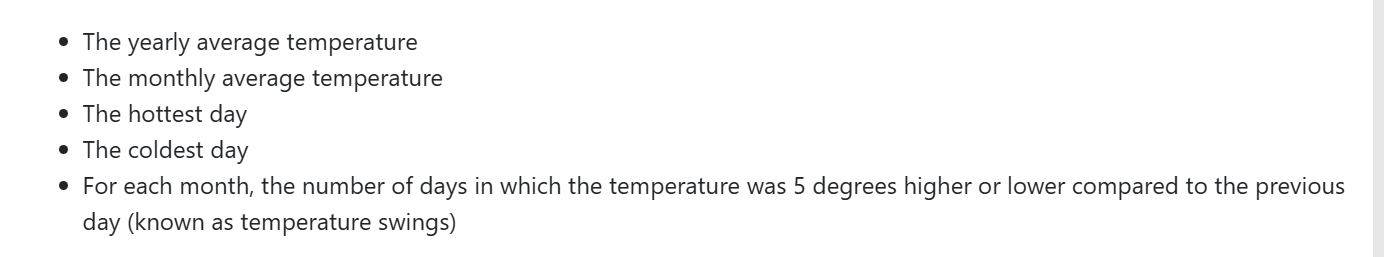 • The yearly average temperature
• The monthly average temperature
• The hottest day
• The coldest day
• For each month, the number of days in which the temperature was 5 degrees higher or lower compared to the previous
day (known as temperature swings)